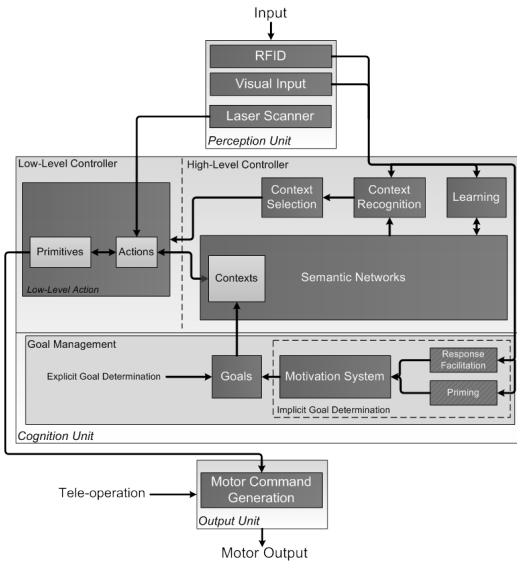 Input
RFID
Visual Input
Laser Scanner
Perception Unit
Low-Level Controller
High-Level Controller
Context
Selection
Context
Recognition
Learning
Primitives
Actions
Low-Level Action
Contexts
Semantic Networks
Goal Management
Explicit Goal Determination
Goals
Motivation System
Response
Facilitation
Priming
Implicit Goal Determination
Cognition Unit
Tele-operation
Motor Command
Generation
Output Unit
Motor Output